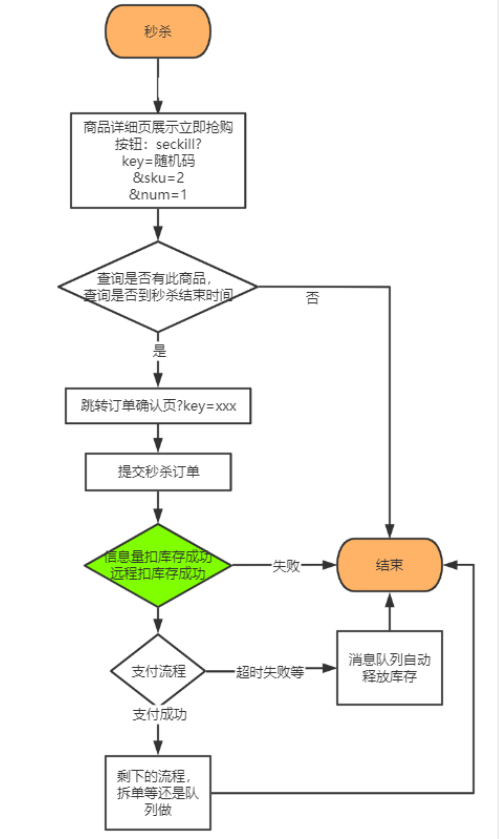 秒杀
商品详细页展示立即抢购
按钮：seckill?
key=随机码
&sku=2
&num=1
查询是否有此商品，
查询是否到秒杀结束时间
否
是
跳转订单确认页?key=xxx
提交秒杀订单
信息量扣库存成功
远程扣库存成功
失败
结束
支付流程
超时失败等
消息队列自动
释放库存
支付成功
剩下的流程，
拆单等还是队
列做